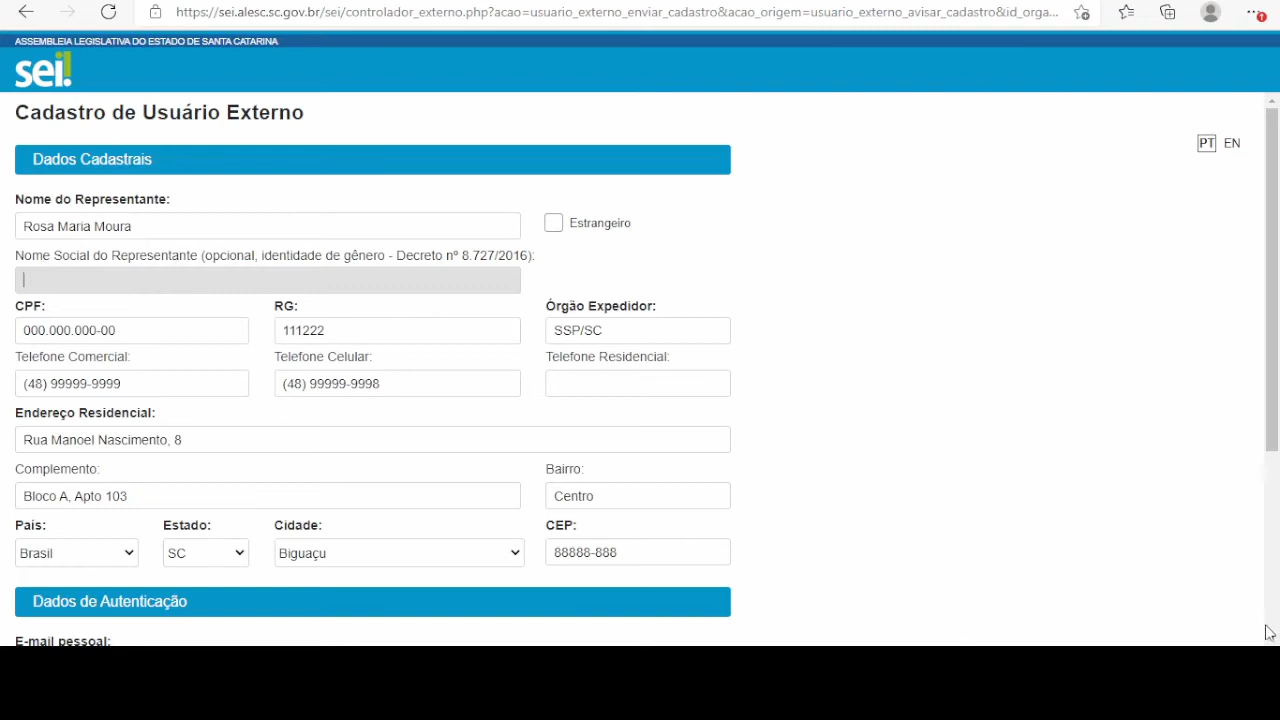 https://sei.alesc.sc.gov.br/sei/controlador_externo.php?acao=usuario_externo_enviar_cadastro&acao_origem=usuario_externo_avisar_cadastro&id_orga...
ASSEMBLEIA LEGISLATIVA DO ESTADO DE SANTA CATARINA
sei!
Cadastro de Usuário Externo
PT EN
Dados Cadastrais
Nome do Representante:
Rosa Maria Moura
Estrangeiro
Nome Social do Representante (opcional, identidade de gênero - Decreto nº 8.727/2016):
CPF: RG: Órgão Expedidor:
000.000.000-00 111222 SSP/SC
Telefone Comercial: Telefone Celular: Telefone Residencial:
(48) 99999-9999 (48) 99999-9998
Endereço Residencial:
Rua Manoel Nascimento, 8
Complemento: Bairro:
Bloco A, Apto 103 Centro
País: Estado: Cidade: CEP:
Brasil SC Biguaçu 88888-888
Dados de Autenticação
E-mail pessoal: